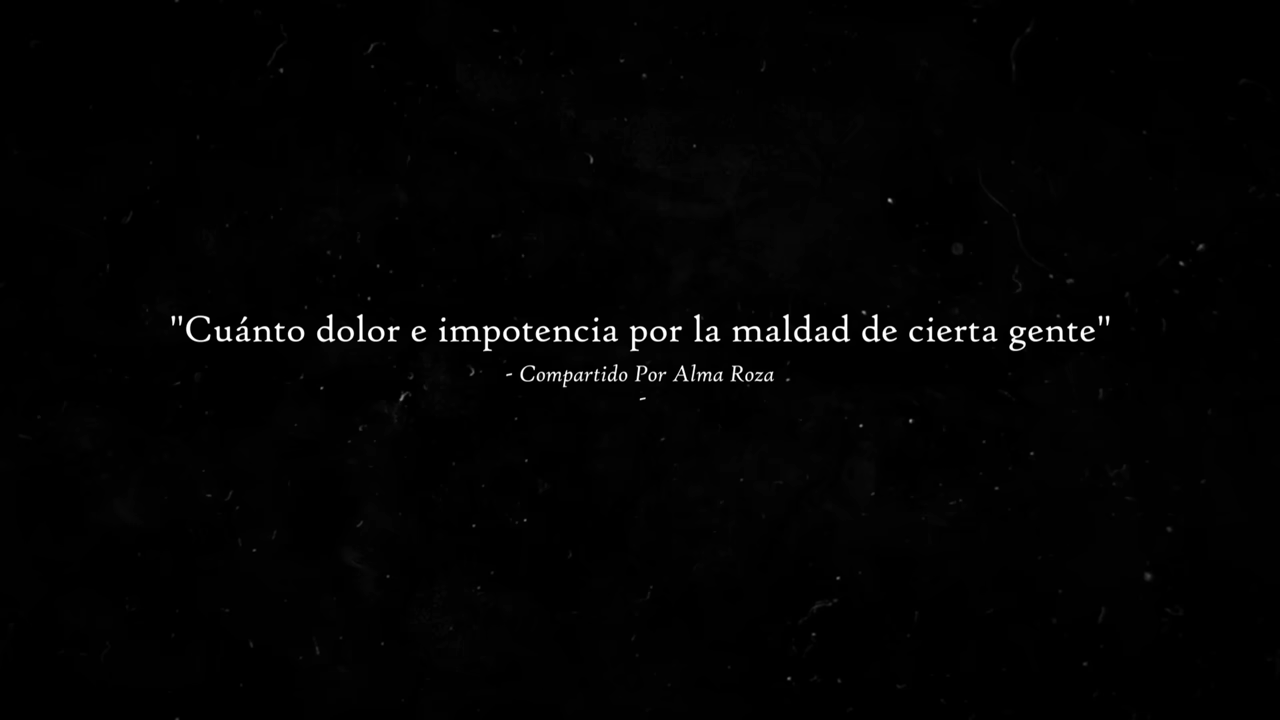 "Cuánto dolor e impotencia por la maldad de cierta gente"
- Compartido Por Alma Roza
-